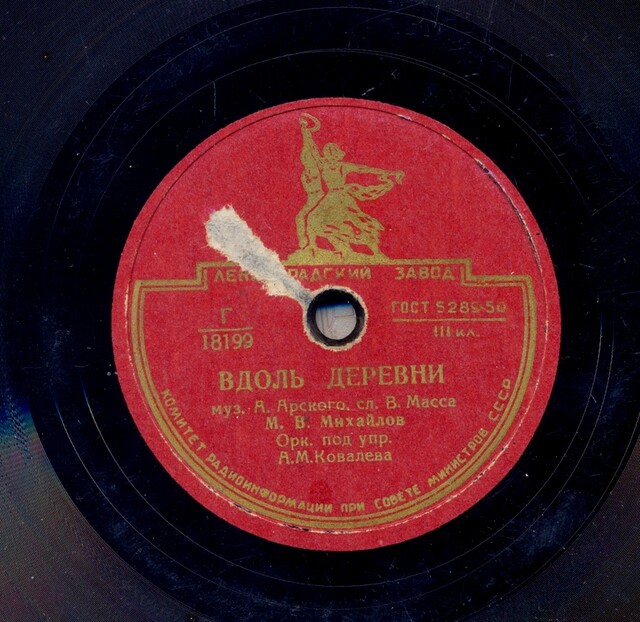 ЛЕНИНГРАДСКИЙ ЗАВОД
Г
18199
ГОСТ 5289-50
III кл.
ВДОЛЬ ДЕРЕВНИ
муз. А. Арского, сл. В. Масса
М. В. Михайлов
Орк. под упр.
А.М.Ковалева
КОМИТЕТ РАДИОИНФОРМАЦИИ ПРИ СОВЕТЕ МИНИСТРОВ СССР